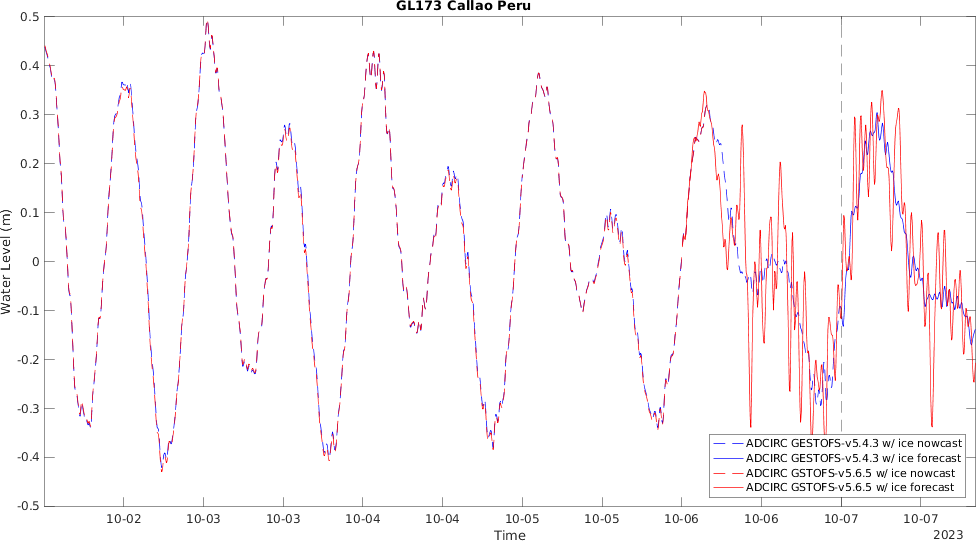 GL173 Callao Peru
Water Level (m)
0.5
0.4
0.3
0.2
0.1
0
-0.1
-0.2
-0.3
-0.4
-0.5
ADCIRC GESTOFS-v5.4.3 w/ ice nowcast
ADCIRC GESTOFS-v5.4.3 w/ ice forecast
ADCIRC GSTOFS-v5.6.5 w/ ice nowcast
ADCIRC GSTOFS-v5.6.5 w/ ice forecast
10-02 10-03 10-03 10-04 10-04 10-05 10-05 10-06 10-06 10-07 10-07
Time
2023